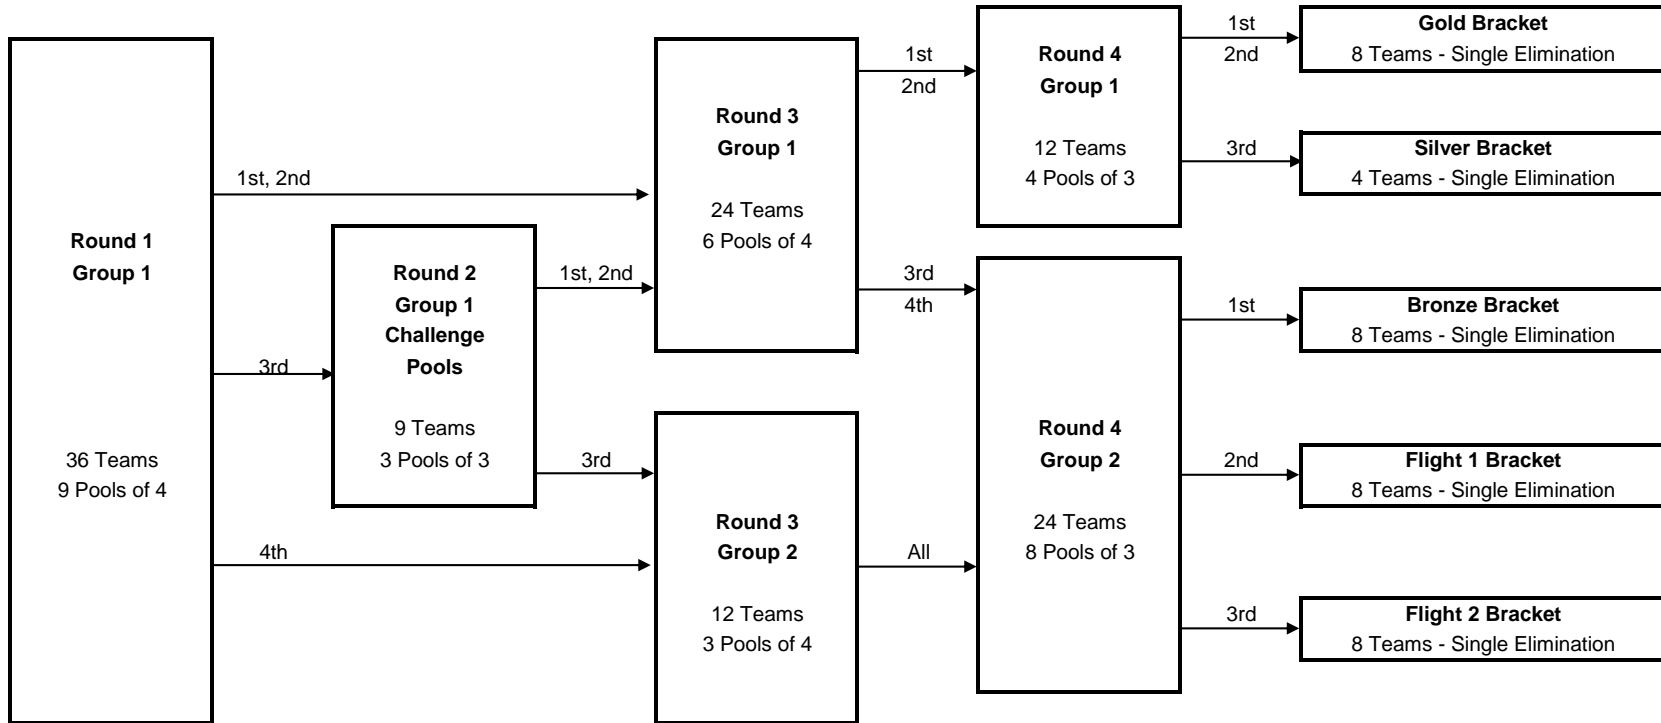 Round 1
Group 1
36 Teams
9 Pools of 4
1st, 2nd
3rd
4th
Round 2
Group 1
Challenge
Pools
9 Teams
3 Pools of 3
1st, 2nd
3rd
Round 3
Group 1
24 Teams
6 Pools of 4
1st
2nd
3rd
4th
Round 3
Group 2
12 Teams
3 Pools of 4
All
Round 4
Group 1
12 Teams
4 Pools of 3
1st
2nd
3rd
Round 4
Group 2
24 Teams
8 Pools of 3
1st
2nd
3rd
Gold Bracket
8 Teams - Single Elimination
Silver Bracket
4 Teams - Single Elimination
Bronze Bracket
8 Teams - Single Elimination
Flight 1 Bracket
8 Teams - Single Elimination
Flight 2 Bracket
8 Teams - Single Elimination